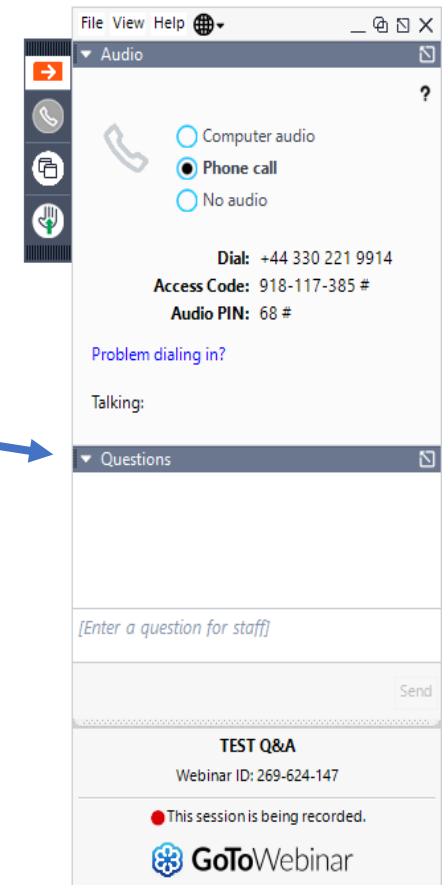 File View Help
Audio
?
Computer audio
Phone call
No audio
Dial: +44 330 221 9914
Access Code: 918-117-385 #
Audio PIN: 68 #
Problem dialing in?
Talking:
Questions
[Enter a question for staff]
Send
TEST Q&A
Webinar ID: 269-624-147
This session is being recorded.
GoToWebinar